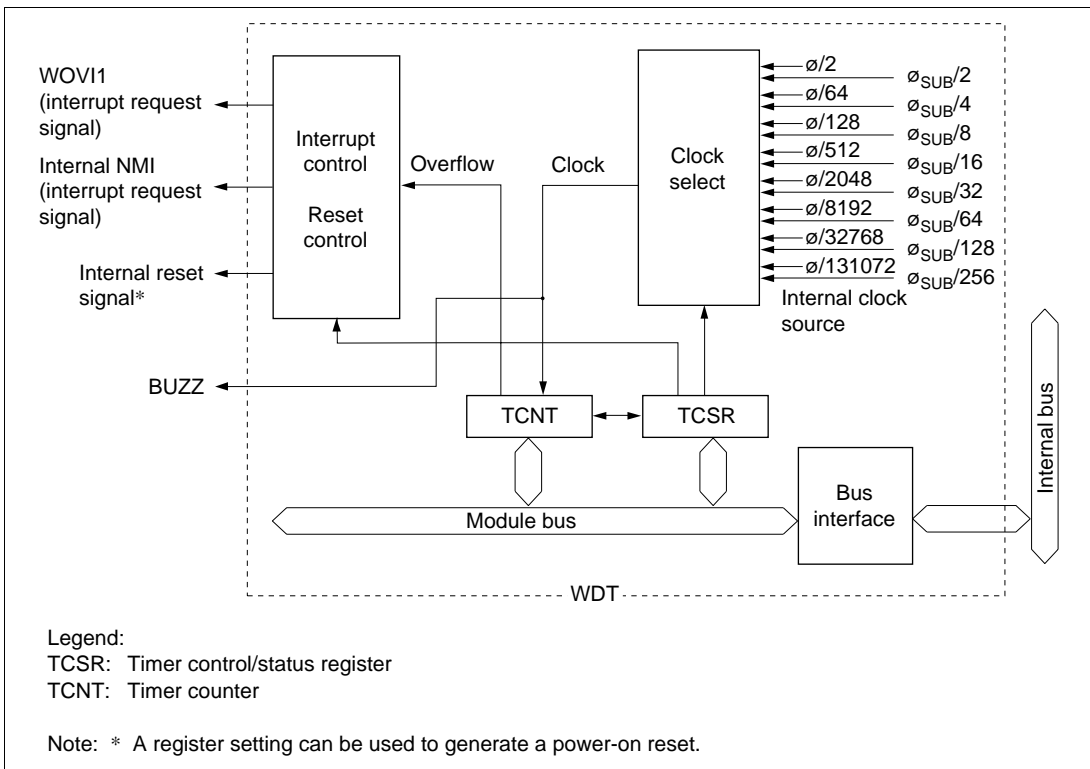 WOVI1
(interrupt request
signal)
Internal NMI
(interrupt request
signal)
Internal reset
signal*
BUZZ
Interrupt
control
Reset
control
Overflow
Clock
Clock
select
ø/2
ø/64
ø/128
ø/512
ø/2048
ø/8192
ø/32768
ø/131072
Internal clock
source
øSUB/2
øSUB/4
øSUB/8
øSUB/16
øSUB/32
øSUB/64
øSUB/128
øSUB/256
TCNT
TCSR
Module bus
Bus
interface
Internal bus
WDT
Legend:
TCSR: Timer control/status register
TCNT: Timer counter
Note: * A register setting can be used to generate a power-on reset.